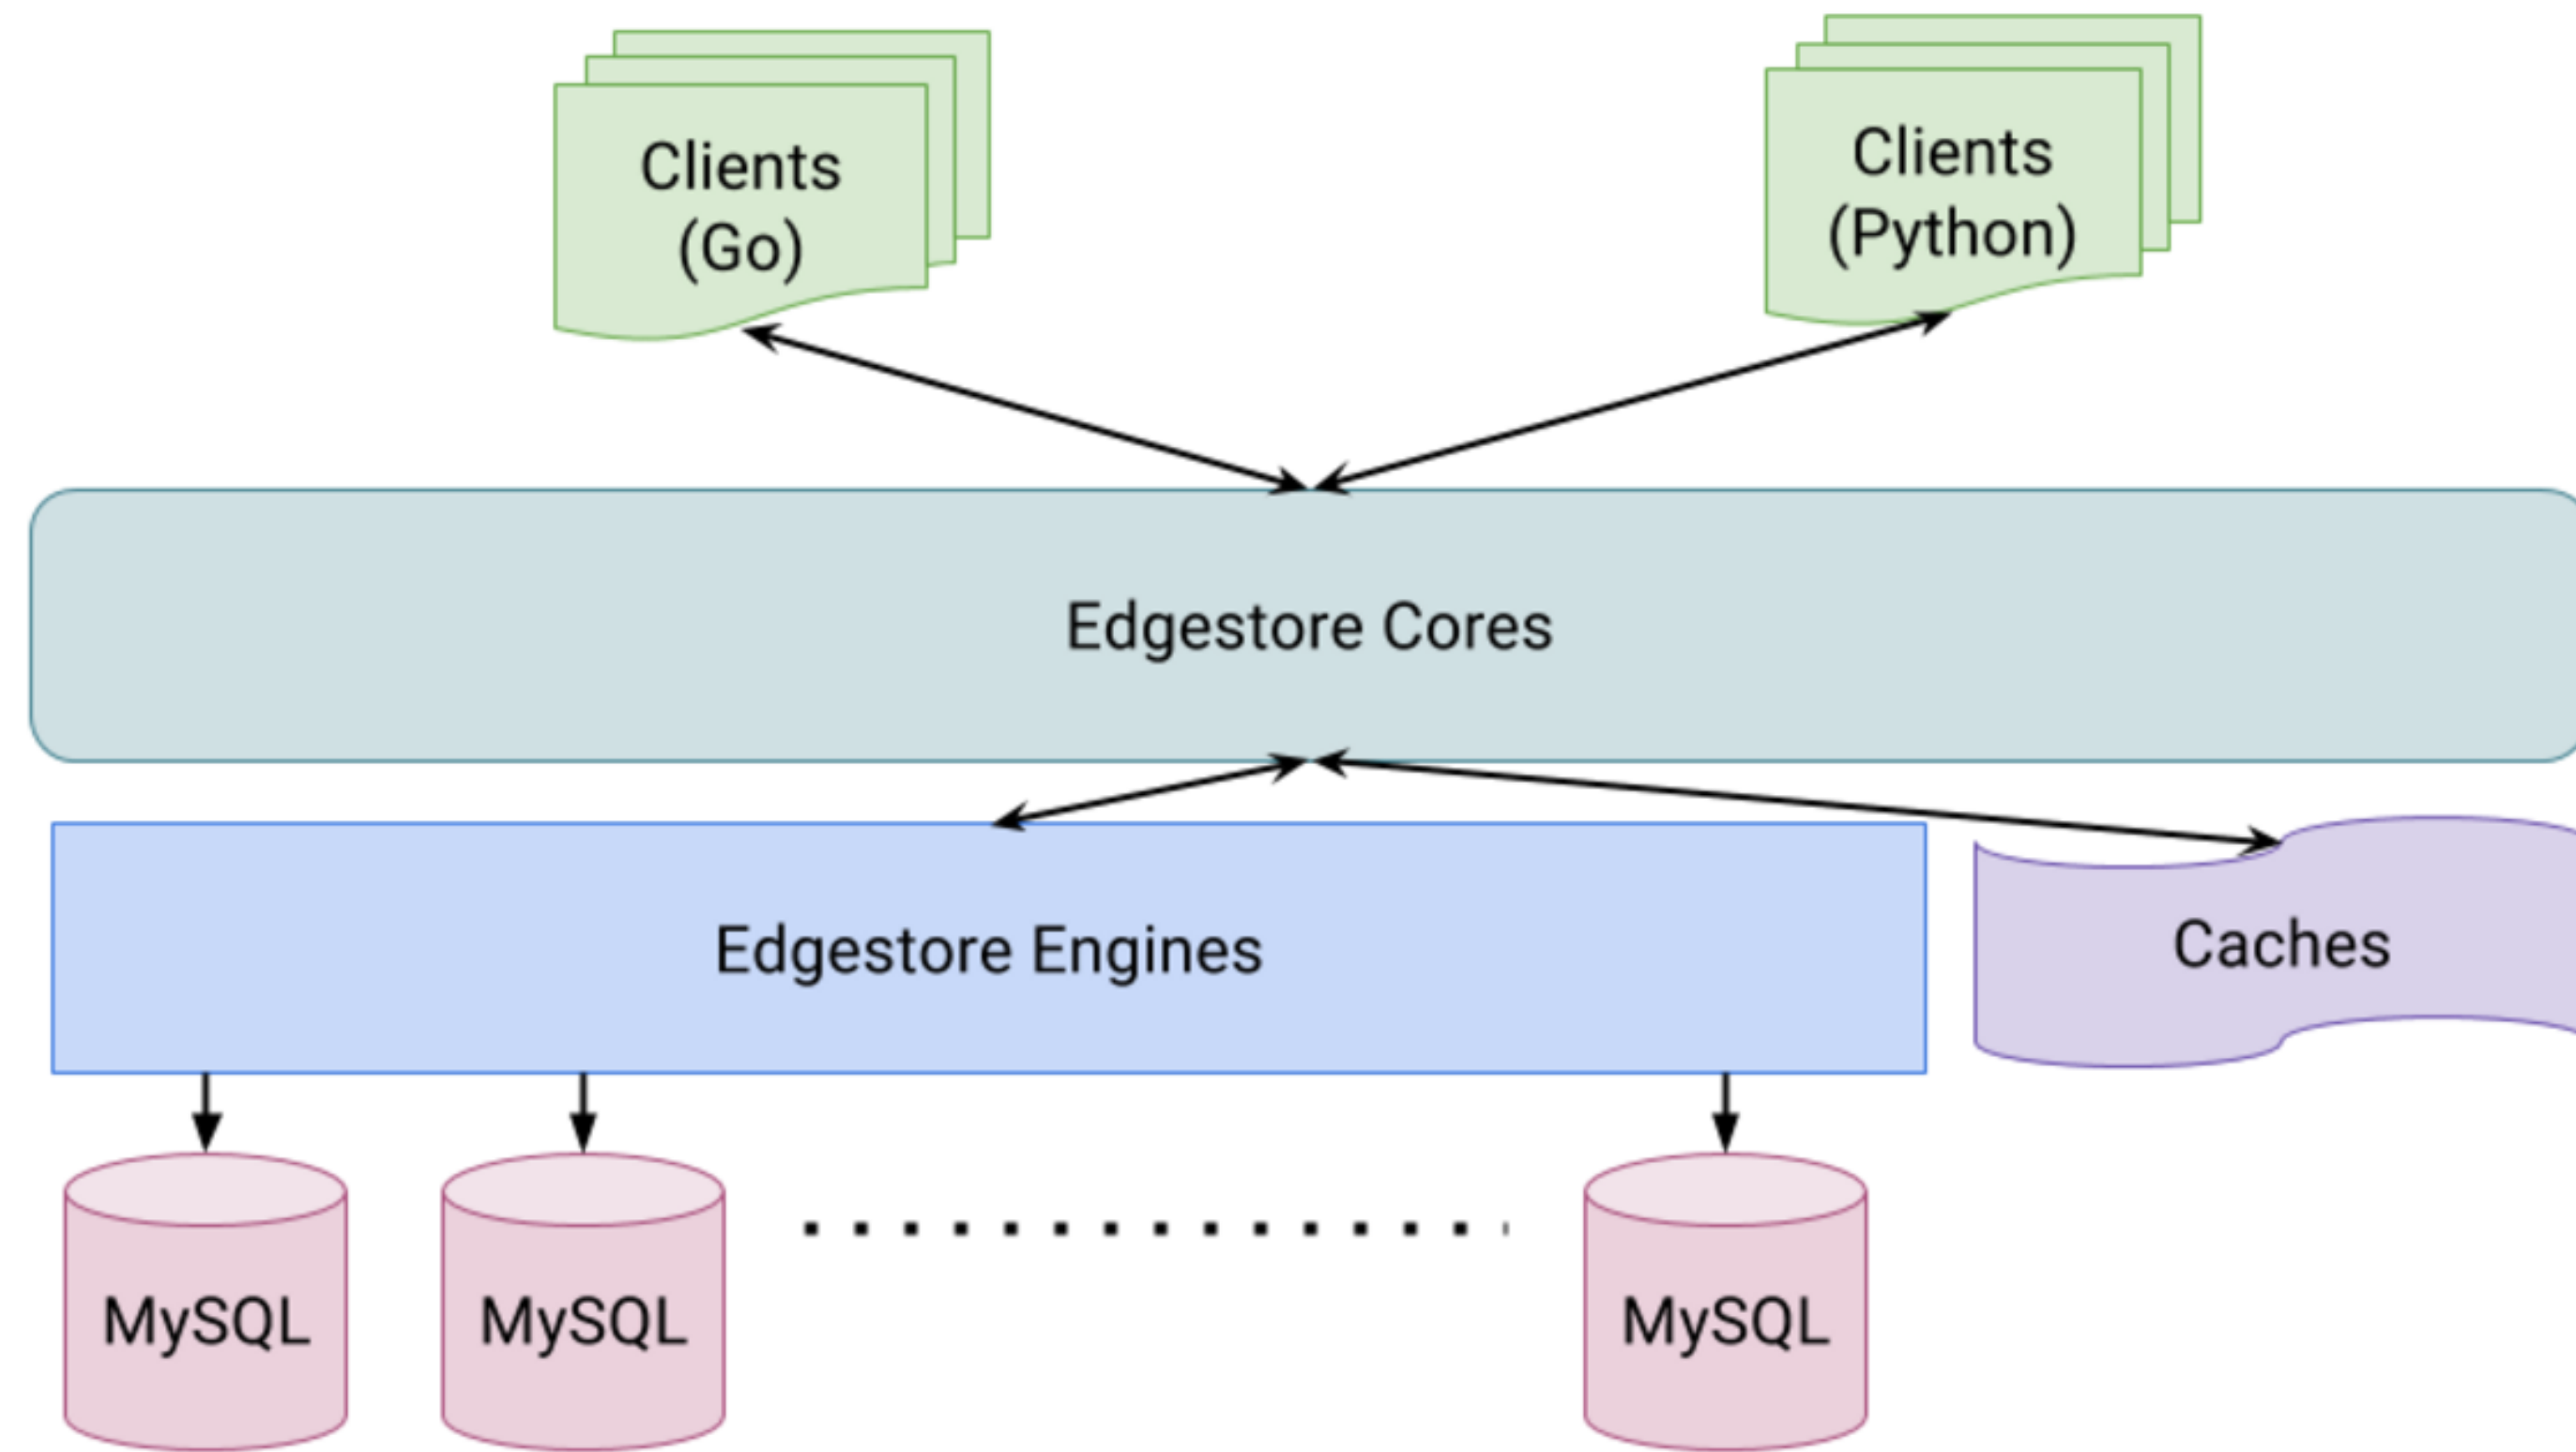 Clients
(Go)
Clients
(Python)
Edgestore Cores
Edgestore Engines
Caches
MySQL
MySQL
MySQL